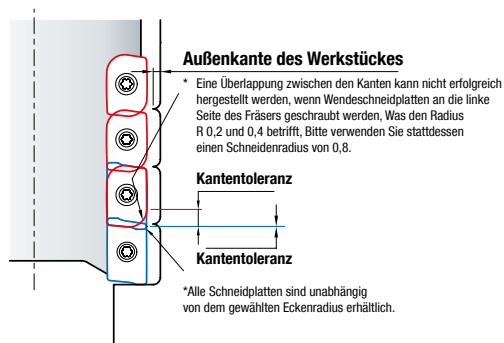 Außenkante des Werkstückes
* Eine Überlappung zwischen den Kanten kann nicht erfolgreich
hergestellt werden, wenn Wendeschneidplatten an die linke
Seite des Fräsers geschraubt werden, Was den Radius
R 0,2 und 0,4 betrifft, Bitte verwenden Sie stattdessen
einen Schneidenradius von 0,8.
Kantentoleranz
Kantentoleranz
*Alle Schneidplatten sind unabhängig
von dem gewählten Eckenradius erhältlich.